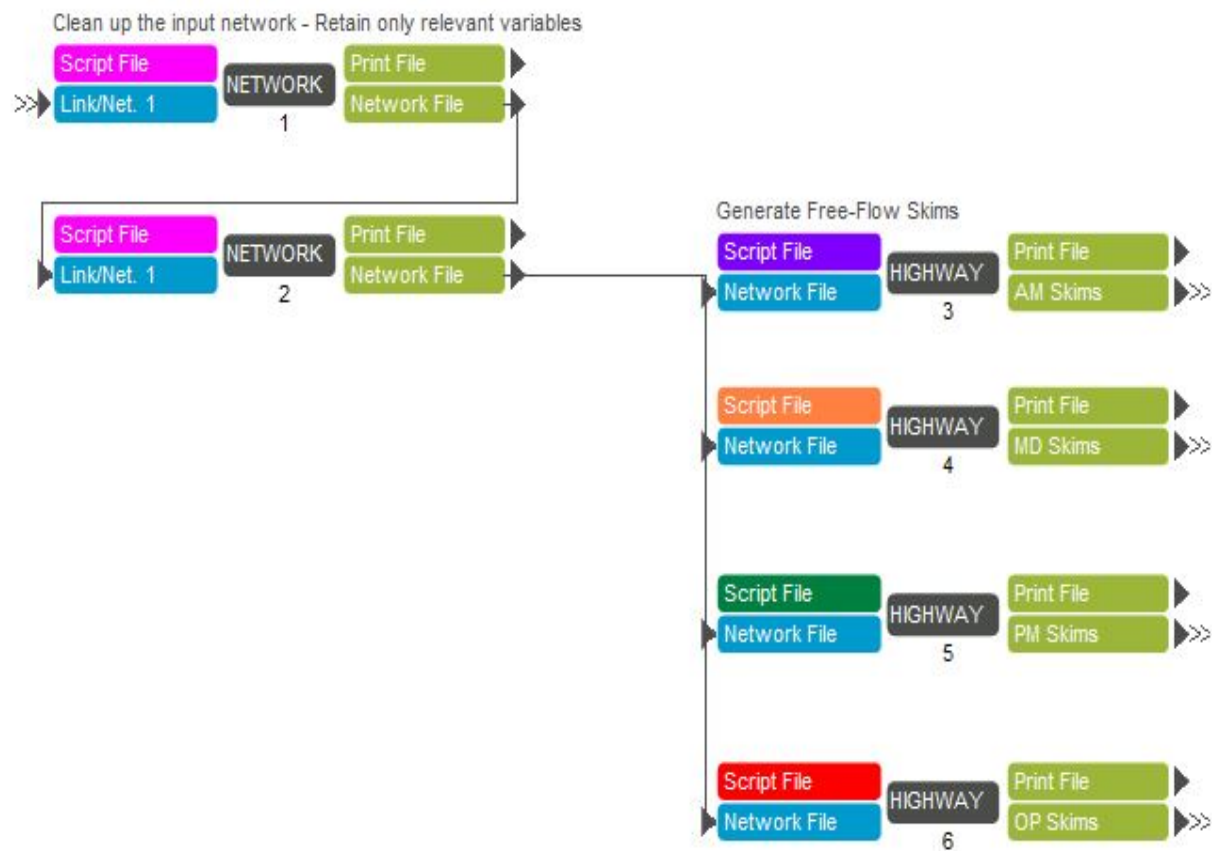 Clean up the input network - Retain only relevant variables
Script File
Link/Net. 1
NETWORK
1
Print File
Network File
Script File
Link/Net. 1
NETWORK
2
Print File
Network File
Generate Free-Flow Skims
Script File
Network File
HIGHWAY
3
Print File
AM Skims
Script File
Network File
HIGHWAY
4
Print File
MD Skims
Script File
Network File
HIGHWAY
5
Print File
PM Skims
Script File
Network File
HIGHWAY
6
Print File
OP Skims